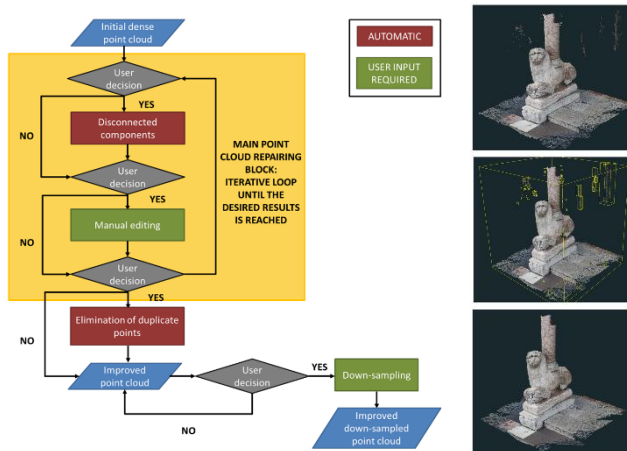 Initial dense
point cloud
AUTOMATIC
USER INPUT
REQUIRED
User
decision
YES
NO
Disconnected
components
MAIN POINT
CLOUD REPAIRING
BLOCK:
ITERATIVE LOOP
UNTIL THE
DESIRED RESULTS
IS REACHED
User
decision
YES
NO
Manual editing
User
decision
YES
NO
Elimination of duplicate
points
Improved
point cloud
User
decision
YES
NO
Down-sampling
Improved
down-sampled
point cloud